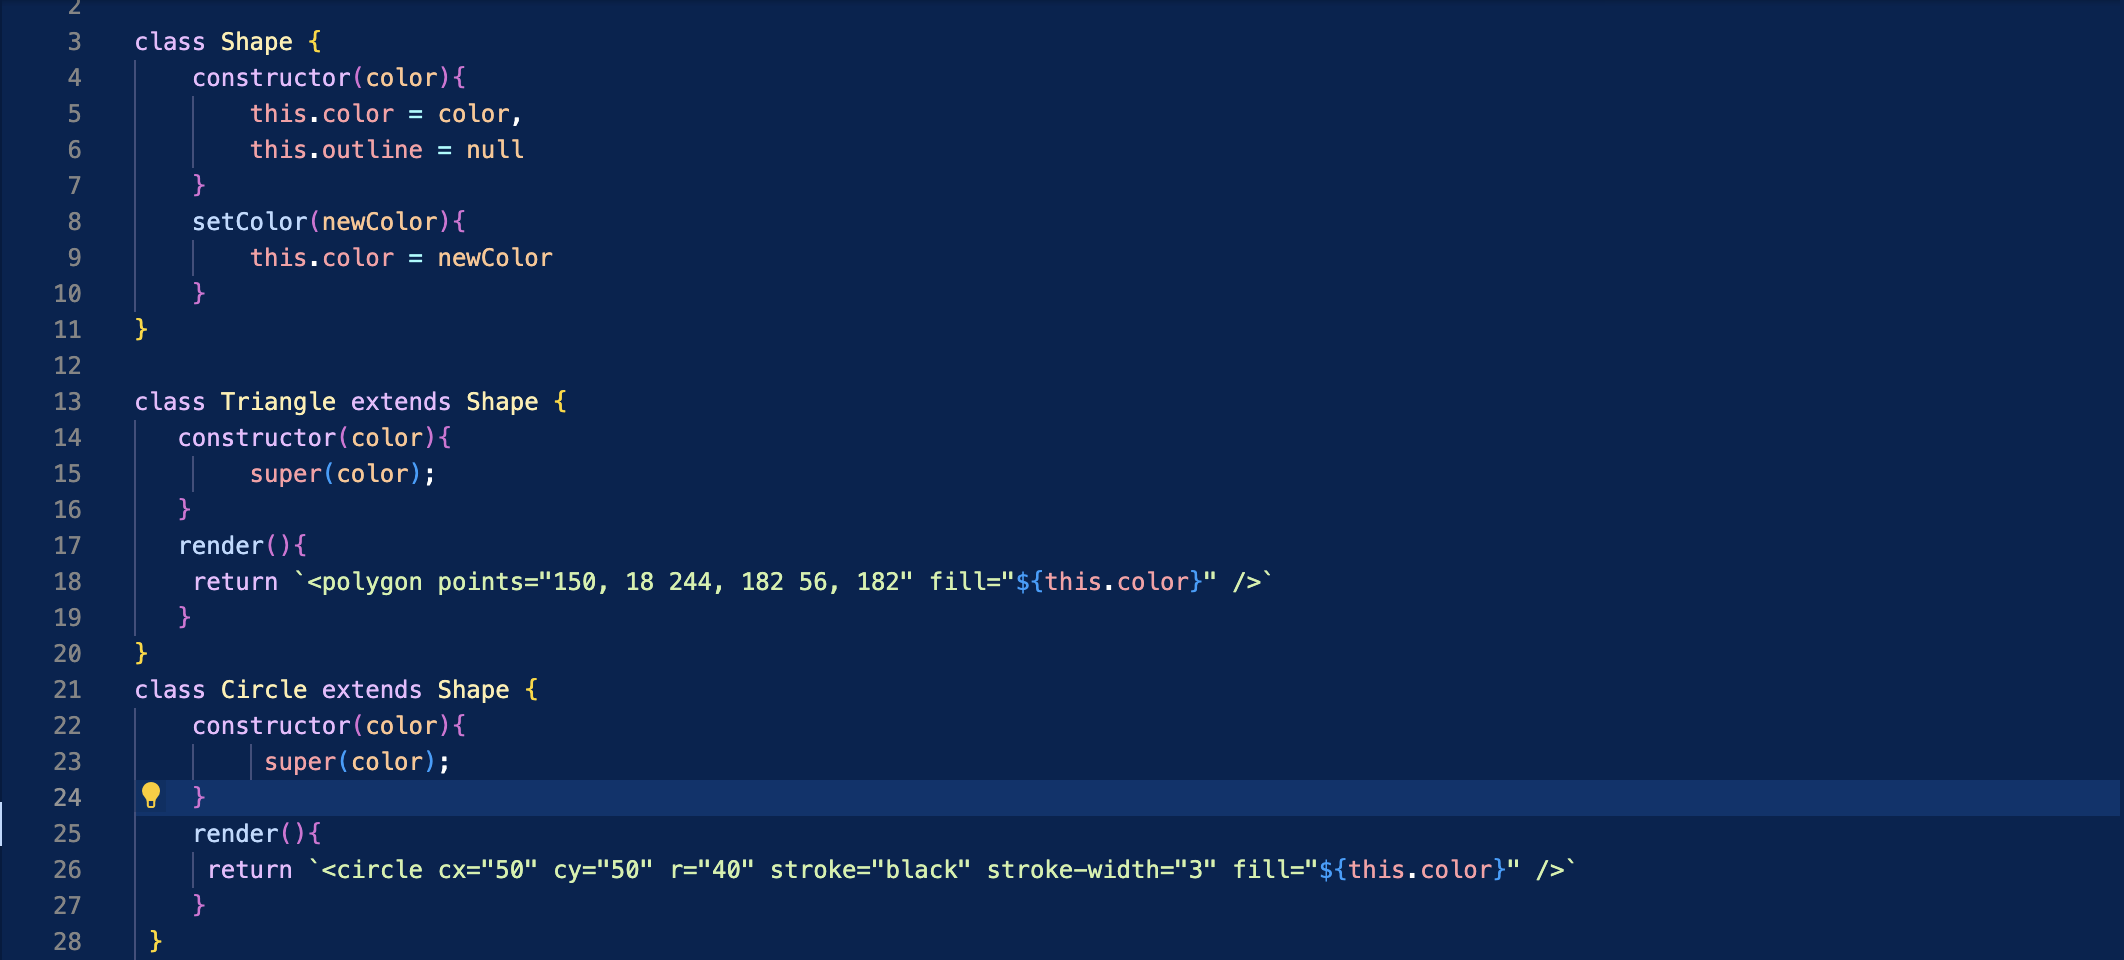 2
3 class Shape {
4 constructor(color){
5 this.color = color,
6 this.outline = null
7 }
8 setColor(newColor){
9 this.color = newColor
10 }
11 }
12
13 class Triangle extends Shape {
14 constructor(color){
15 super(color);
16 }
17 render(){
18 return `<polygon points="150, 18 244, 182 56, 182" fill="${this.color}" />`
19 }
20 }
21 class Circle extends Shape {
22 constructor(color){
23 super(color);
24 }
25 render(){
26 return `<circle cx="50" cy="50" r="40" stroke="black" stroke-width="3" fill="${this.color}" />`
27 }
28 }